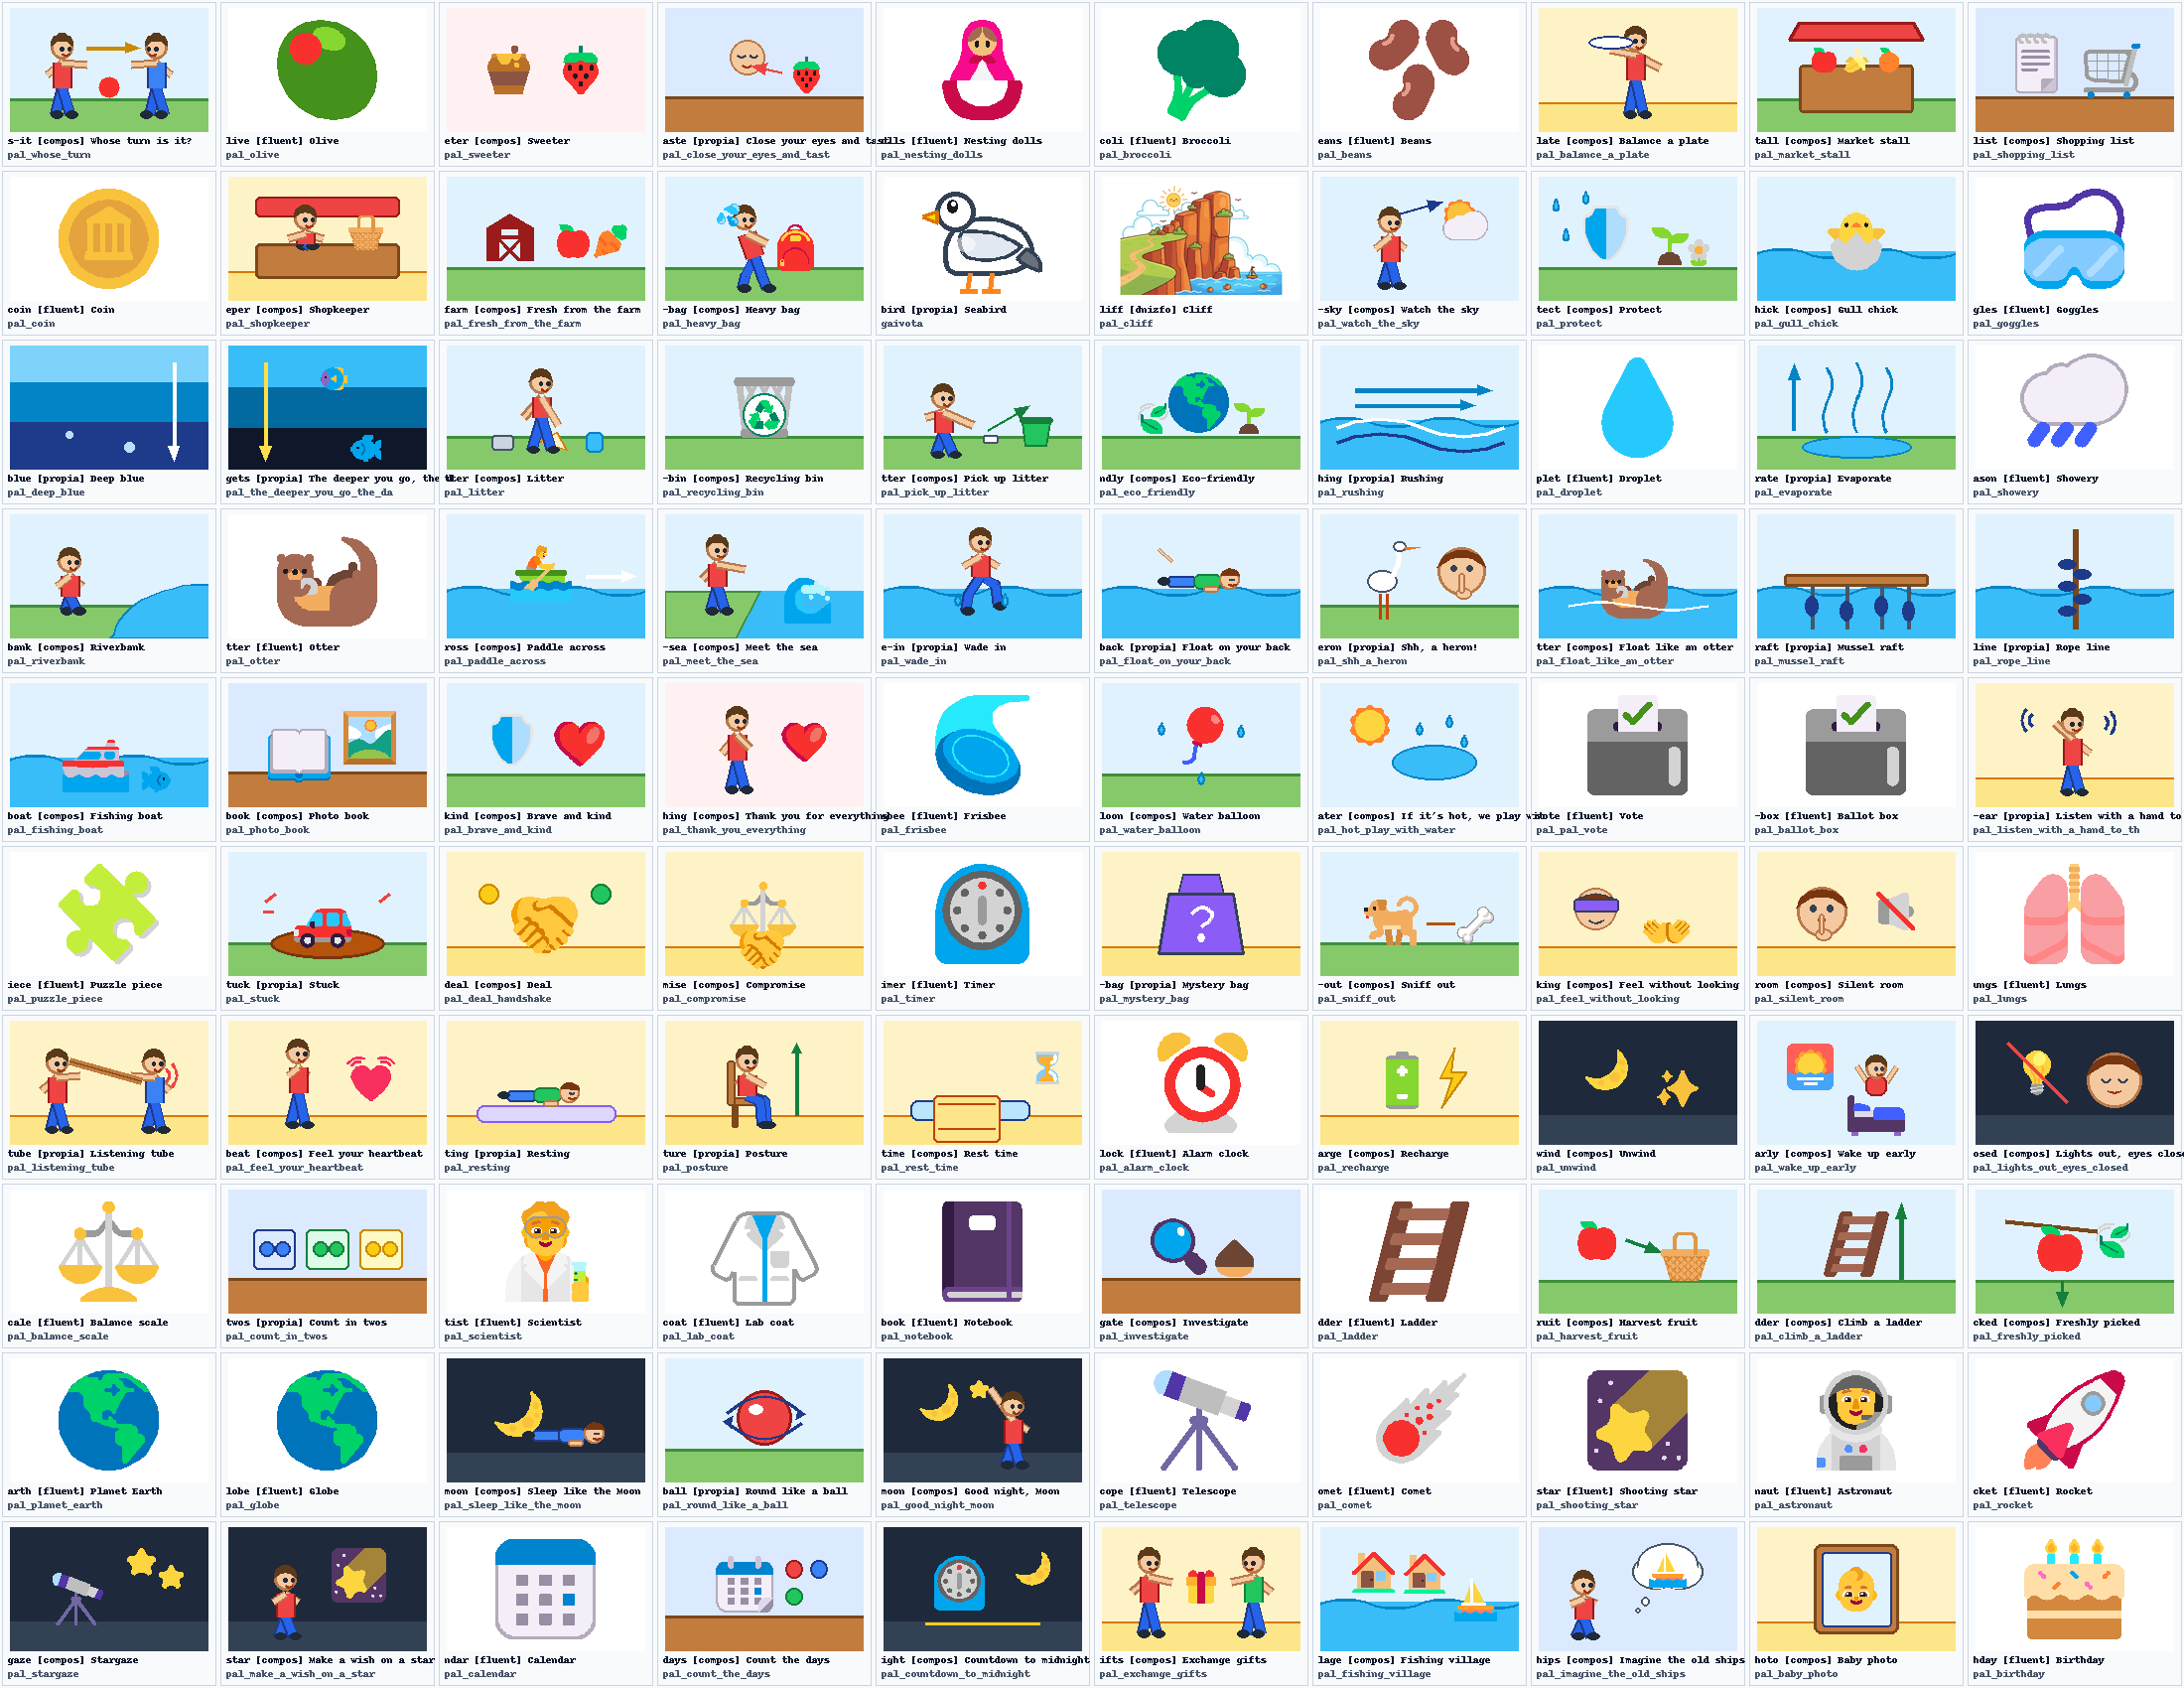 s-it [compos] Whose turn is it?
pal_whose_turn
live [fluent] Olive
pal_olive
eter [compos] Sweeter
pal_sweeter
aste [propia] Close your eyes and tast
pal_close_your_eyes_and_tast
lls [fluent] Nesting dolls
pal_nesting_dolls
coli [fluent] Broccoli
pal_broccoli
eans [fluent] Beans
pal_beans
late [compos] Balance a plate
pal_balance_a_plate
tall [compos] Market stall
pal_market_stall
list [compos] Shopping list
pal_shopping_list
coin [fluent] Coin
pal_coin
eper [compos] Shopkeeper
pal_shopkeeper
farm [compos] Fresh from the farm
pal_fresh_from_the_farm
-bag [compos] Heavy bag
pal_heavy_bag
bird [propia] Seabird
gaivota
liff [dnizfo] Cliff
pal_cliff
-sky [compos] Watch the sky
pal_watch_the_sky
tect [compos] Protect
pal_protect
hick [compos] Gull chick
pal_gull_chick
gles [fluent] Goggles
pal_goggles
blue [propia] Deep blue
pal_deep_blue
gets [propia] The deeper you go, the
pal_the_deeper_you_go_the_da
tter [compos] Litter
pal_litter
-bin [compos] Recycling bin
pal_recycling_bin
tter [compos] Pick up litter
pal_pick_up_litter
ndly [compos] Eco-friendly
pal_eco_friendly
hing [propia] Rushing
pal_rushing
plet [fluent] Droplet
pal_droplet
rate [propia] Evaporate
pal_evaporate
ason [fluent] Showery
pal_showery
bank [compos] Riverbank
pal_riverbank
tter [fluent] Otter
pal_otter
ross [compos] Paddle across
pal_paddle_across
-sea [compos] Meet the sea
pal_meet_the_sea
e-in [propia] Wade in
pal_wade_in
back [propia] Float on your back
pal_float_on_your_back
eron [propia] Shh, a heron!
pal_shh_a_heron
tter [compos] Float like an otter
pal_float_like_an_otter
raft [propia] Mussel raft
pal_mussel_raft
line [propia] Rope line
pal_rope_line
boat [compos] Fishing boat
pal_fishing_boat
book [compos] Photo book
pal_photo_book
kind [compos] Brave and kind
pal_brave_and_kind
hing [compos] Thank you for everything
pal_thank_you_everything
sbee [fluent] Frisbee
pal_frisbee
loon [compos] Water balloon
pal_water_balloon
ater [compos] If it's hot, we play w
pal_hot_play_with_water
vote [fluent] Vote
pal_pal_vote
-box [fluent] Ballot box
pal_ballot_box
-ear [propia] Listen with a hand to
pal_listen_with_a_hand_to_th
iece [fluent] Puzzle piece
pal_puzzle_piece
tuck [propia] Stuck
pal_stuck
deal [compos] Deal
pal_deal_handshake
mise [compos] Compromise
pal_compromise
imer [fluent] Timer
pal_timer
?
-bag [propia] Mystery bag
pal_mystery_bag
-out [compos] Sniff out
pal_sniff_out
king [compos] Feel without looking
pal_feel_without_looking
room [compos] Silent room
pal_silent_room
ungs [fluent] Lungs
pal_lungs
tube [propia] Listening tube
pal_listening_tube
beat [compos] Feel your heartbeat
pal_feel_your_heartbeat
ting [propia] Resting
pal_resting
ture [propia] Posture
pal_posture
time [compos] Rest time
pal_rest_time
lock [fluent] Alarm clock
pal_alarm_clock
arge [compos] Recharge
pal_recharge
wind [compos] Unwind
pal_unwind
arly [compos] Wake up early
pal_wake_up_early
osed [compos] Lights out, eyes close
pal_lights_out_eyes_closed
cale [fluent] Balance scale
pal_balance_scale
twos [propia] Count in twos
pal_count_in_twos
tist [fluent] Scientist
pal_scientist
coat [fluent] Lab coat
pal_lab_coat
book [fluent] Notebook
pal_notebook
gate [compos] Investigate
pal_investigate
dder [fluent] Ladder
pal_ladder
ruit [compos] Harvest fruit
pal_harvest_fruit
dder [compos] Climb a ladder
pal_climb_a_ladder
cked [compos] Freshly picked
pal_freshly_picked
arth [fluent] Planet Earth
pal_planet_earth
lobe [fluent] Globe
pal_globe
moon [compos] Sleep like the Moon
pal_sleep_like_the_moon
ball [propia] Round like a ball
pal_round_like_a_ball
moon [compos] Good night, Moon
pal_good_night_moon
cope [fluent] Telescope
pal_telescope
omet [fluent] Comet
pal_comet
star [fluent] Shooting star
pal_shooting_star
naut [fluent] Astronaut
pal_astronaut
cket [fluent] Rocket
pal_rocket
gaze [compos] Stargaze
pal_stargaze
star [compos] Make a wish on a star
pal_make_a_wish_on_a_star
ndar [fluent] Calendar
pal_calendar
days [compos] Count the days
pal_count_the_days
ight [compos] Countdown to midnight
pal_countdown_to_midnight
ifts [compos] Exchange gifts
pal_exchange_gifts
lage [compos] Fishing village
pal_fishing_village
hips [compos] Imagine the old ships
pal_imagine_the_old_ships
hoto [compos] Baby photo
pal_baby_photo
hday [fluent] Birthday
pal_birthday